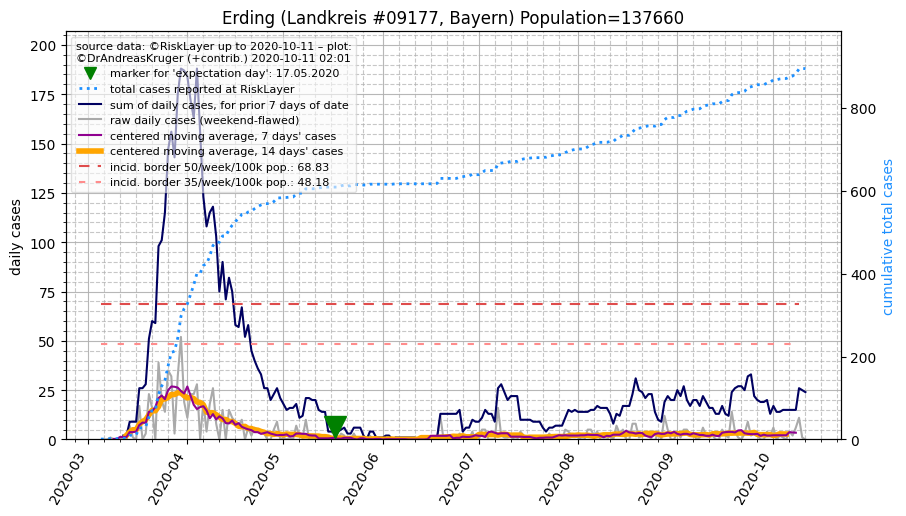 Erding (Landkreis #09177, Bayern) Population=137660
source data: ©RiskLayer up to 2020-10-11 – plot:
©DrAndreasKruger (+contrib.) 2020-10-11 02:01
marker for 'expectation day': 17.05.2020
total cases reported at RiskLayer
sum of daily cases, for prior 7 days of date
raw daily cases (weekend-flawed)
centered moving average, 7 days' cases
centered moving average, 14 days' cases
incid. border 50/week/100k pop.: 68.83
incid. border 35/week/100k pop.: 48.18
daily cases
200
175
150
125
100
75
50
25
0
cumulative total cases
800
600
400
200
0
2020-03
2020-04
2020-05
2020-06
2020-07
2020-08
2020-09
2020-10